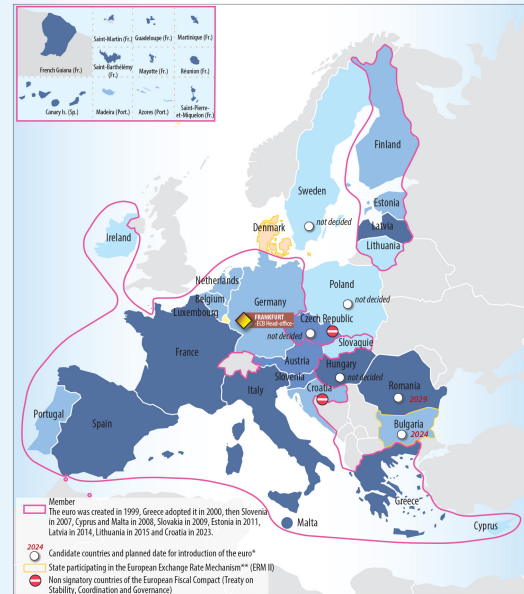 Saint-Martin (Fr.) Guadeloupe (Fr.) Martinique (Fr.)
French Guiana (Fr.)
Saint-Barthélémy
(Fr.)
Mayotte (Fr.)
Réunion (Fr.)
Canary Is. (Sp.)
Madeira (Port.)
Azores (Port.)
Saint-Pierre-
et-Miquelon (Fr.)
Finland
Sweden
not decided
Estonia
Latvia
Lithuania
Denmark
Ireland
Poland
not decided
Netherlands
Belgium
Luxembourg
Germany
FRANKFURT
-ECB Head-office-
Czech Republic
not decided
Slovaquie
France
Austria
Hungary
not decided
Slovenia
Croatia
Romania
2029
Italy
Bulgaria
2024
Portugal
Spain
Greece
Malta
Cyprus
Member
The euro was created in 1999, Greece adopted it in 2000, then Slovenia
in 2007, Cyprus and Malta in 2008, Slovakia in 2009, Estonia in 2011,
Latvia in 2014, Lithuania in 2015 and Croatia in 2023.
2024
Candidate countries and planned date for introduction of the euro*
State participating in the European Exchange Rate Mechanism** (ERM II)
Non signatory countries of the European Fiscal Compact (Treaty on
Stability, Coordination and Governance)